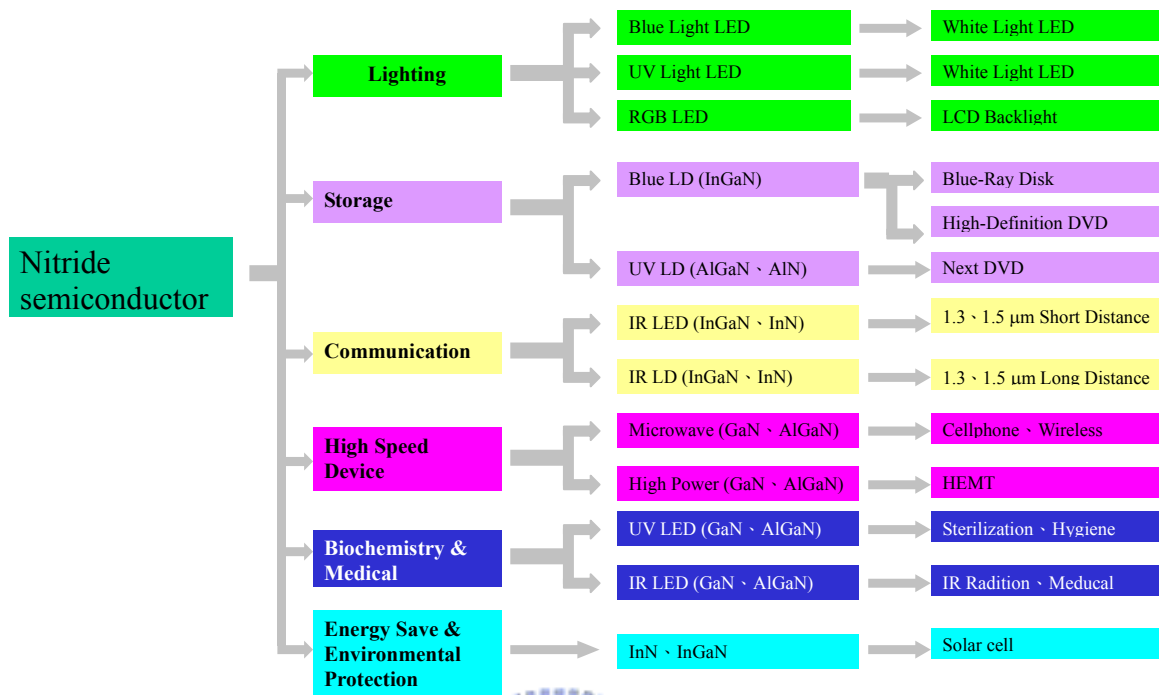 Nitride
semiconductor
Lighting
Blue Light LED
White Light LED
UV Light LED
White Light LED
RGB LED
LCD Backlight
Storage
Blue LD (InGaN)
Blue-Ray Disk
High-Definition DVD
UV LD (AlGaN、AlN)
Next DVD
Communication
IR LED (InGaN、InN)
1.3、1.5 μm Short Distance
IR LD (InGaN、InN)
1.3、1.5 μm Long Distance
High Speed
Device
Microwave (GaN、AlGaN)
Cellphone、Wireless
High Power (GaN、AlGaN)
HEMT
Biochemistry &
Medical
UV LED (GaN、AlGaN)
Sterilization、Hygiene
IR LED (GaN、AlGaN)
IR Radition、Meducal
Energy Save &
Environmental
Protection
InN、InGaN
Solar cell